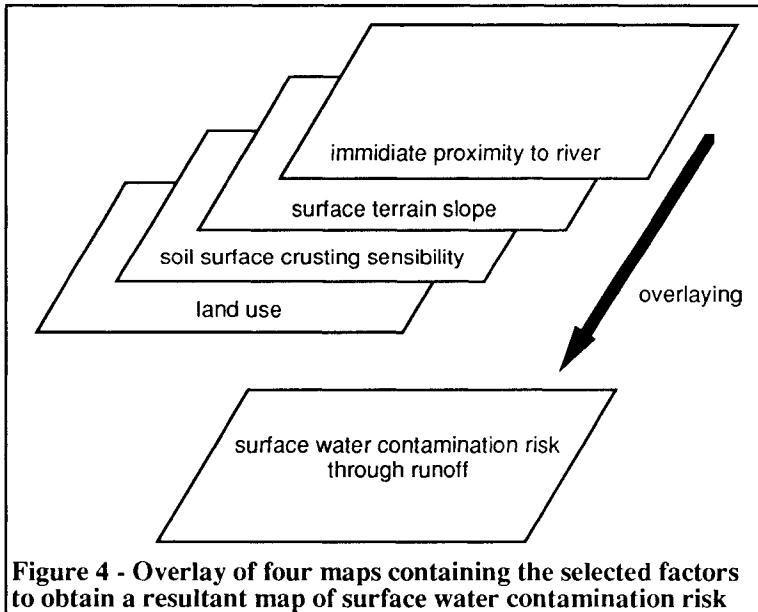 immidiate proximity to river
surface terrain slope
soil surface crusting sensibility
land use
overlaying
surface water contamination risk
through runoff
Figure 4 - Overlay of four maps containing the selected factors
to obtain a resultant map of surface water contamination risk